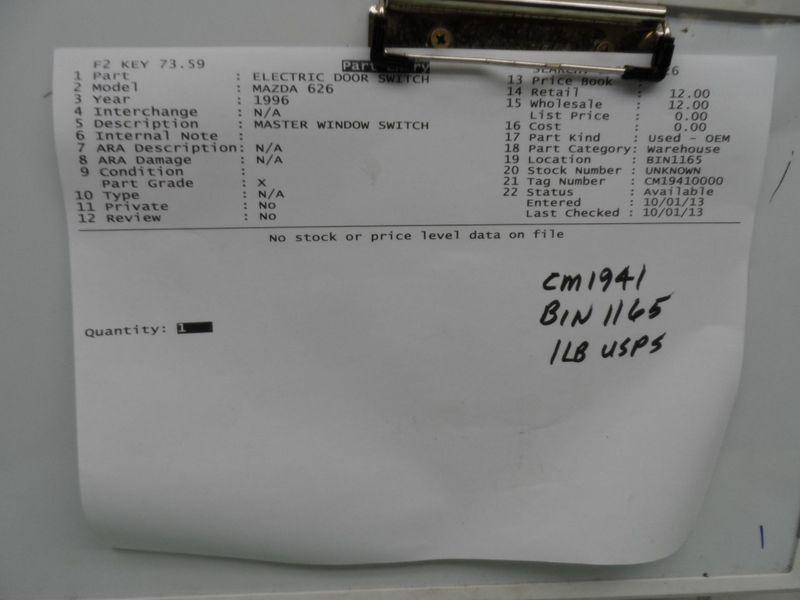 F2 KEY 73.59 Part Entry
1 Part : ELECTRIC DOOR SWITCH
2 Model : MAZDA 626
3 Year : 1996
4 Interchange : N/A
5 Description : MASTER WINDOW SWITCH
6 Internal Note :
7 ARA Description: N/A
8 ARA Damage : N/A
9 Condition :
Part Grade : X
10 Type : N/A
11 Private : No
12 Review : No
13 Price Book :
14 Retail : 12.00
15 Wholesale : 12.00
List Price : 0.00
16 Cost : 0.00
17 Part Kind : Used - OEM
18 Part Category: Warehouse
19 Location : BIN1165
20 Stock Number : UNKNOWN
21 Tag Number : CM19410000
22 Status : Available
Entered : 10/01/13
Last Checked : 10/01/13
No stock or price level data on file
CM1941
BIN 1165
1LB USPS
Quantity: 1